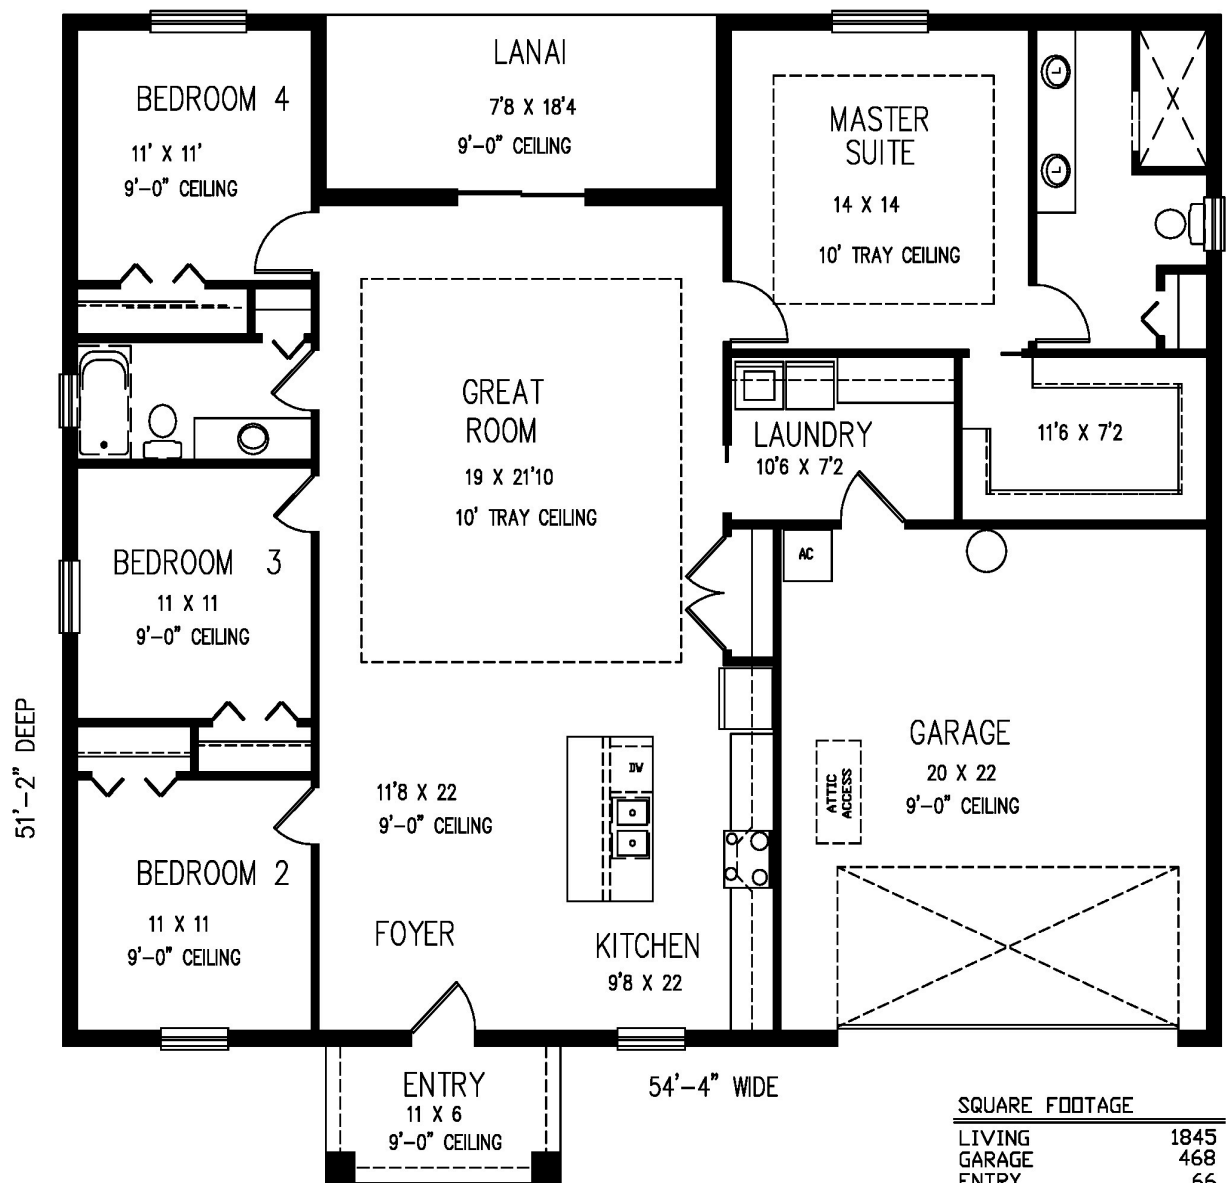 BEDROOM 4
11' X 11'
9'-0" CEILING
LANAI
7'8 X 18'4
9'-0" CEILING
MASTER
SUITE
14 X 14
10' TRAY CEILING
GREAT
ROOM
19 X 21'10
10' TRAY CEILING
LAUNDRY
10'6 X 7'2
11'6 X 7'2
BEDROOM 3
11 X 11
9'-0" CEILING
AC
51'-2" DEEP
GARAGE
20 X 22
9'-0" CEILING
ATTIC
ACCESS
DW
11'8 X 22
9'-0" CEILING
BEDROOM 2
11 X 11
9'-0" CEILING
FOYER
KITCHEN
9'8 X 22
ENTRY
11 X 6
9'-0" CEILING
54'-4" WIDE
SQUARE FOOTAGE
LIVING 1845
GARAGE 468
ENTRY 66